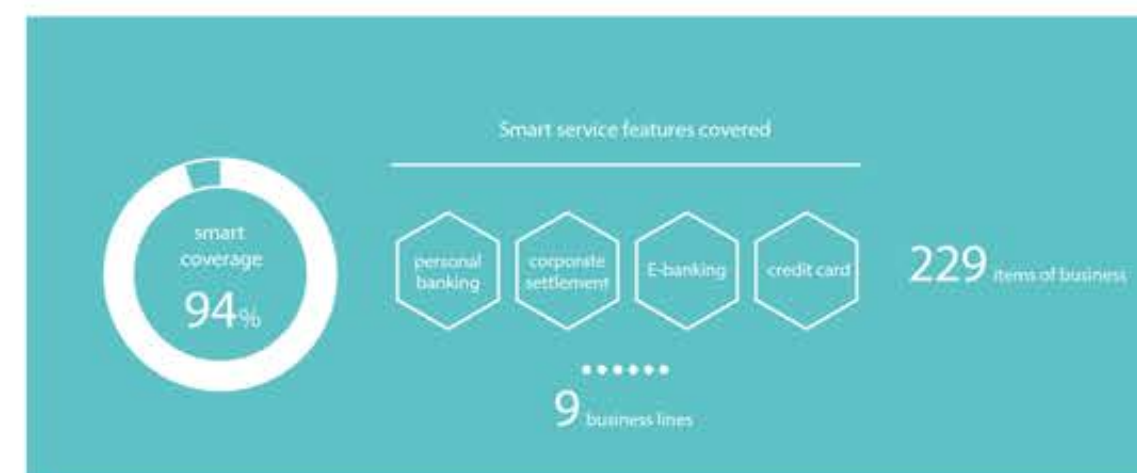 Smart service features covered
smart
coverage
94%
personal
banking
corporate
settlement
E-banking
credit card
229 items of business
9 business lines